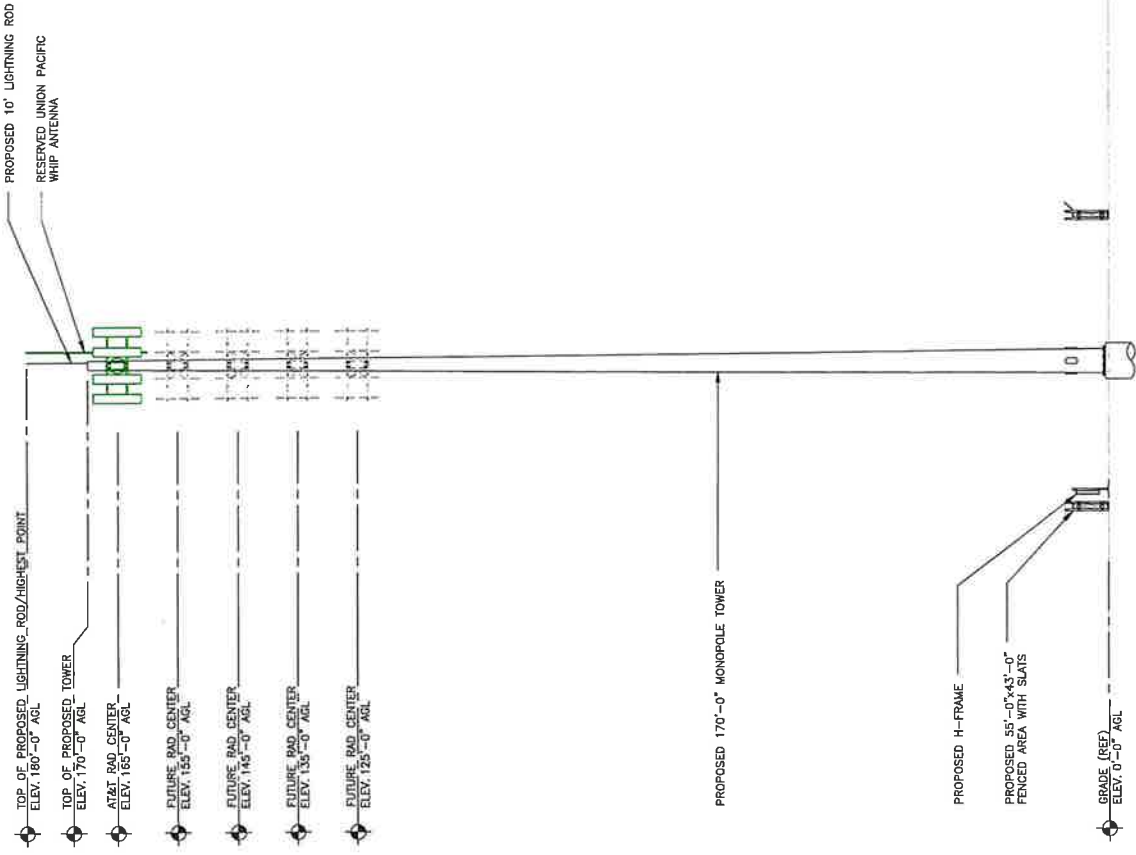 PROPOSED 10' LIGHTNING ROD
RESERVED UNION PACIFIC
WHIP ANTENNA
TOP OF PROPOSED LIGHTNING ROD/HIGHEST POINT
ELEV. 180'-0" AGL
TOP OF PROPOSED TOWER
ELEV. 170'-0" AGL
AT&T RAD CENTER
ELEV. 165'-0" AGL
FUTURE RAD CENTER
ELEV. 155'-0" AGL
FUTURE RAD CENTER
ELEV. 145'-0" AGL
FUTURE RAD CENTER
ELEV. 135'-0" AGL
FUTURE RAD CENTER
ELEV. 125'-0" AGL
PROPOSED 170'-0" MONOPOLE TOWER
PROPOSED H-FRAME
PROPOSED 55'-0"x43'-0"
FENCED AREA WITH SLATS
GRADE (REF)
ELEV. 0'-0" AGL